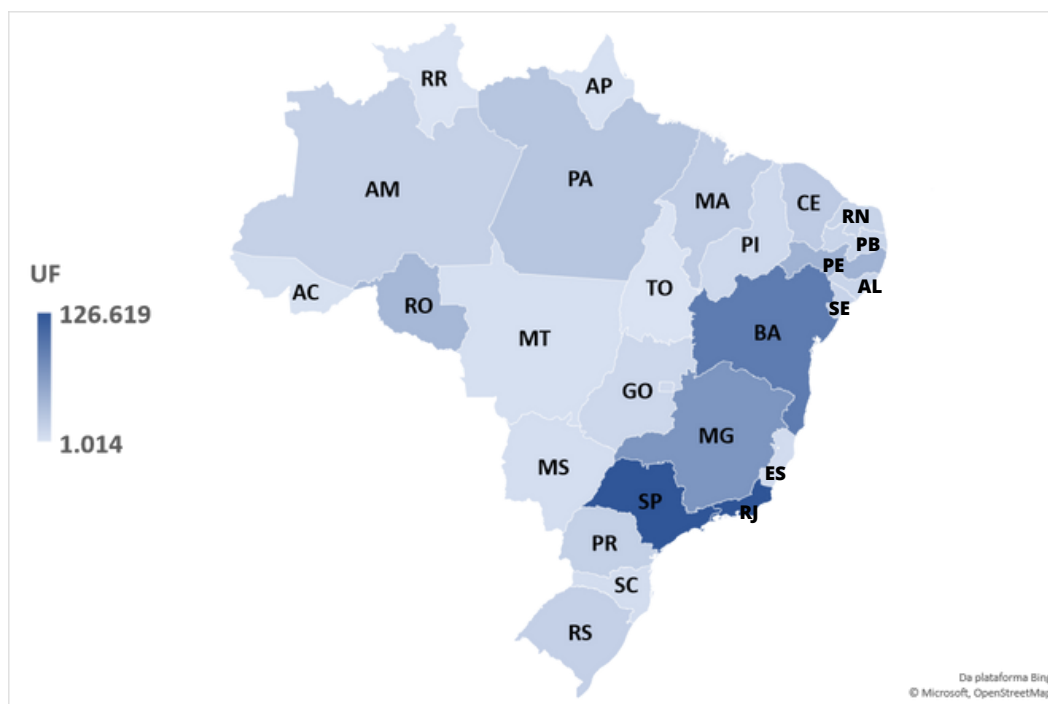 RR
AP
AM
PA
MA
CE
RN
PI
PB
PE
UF
AL
TO
AC
RO
SE
126.619
BA
MT
GO
MG
1.014
MS
ES
SP
RJ
PR
SC
RS
Da plataforma Bing
© Microsoft, OpenStreetMap